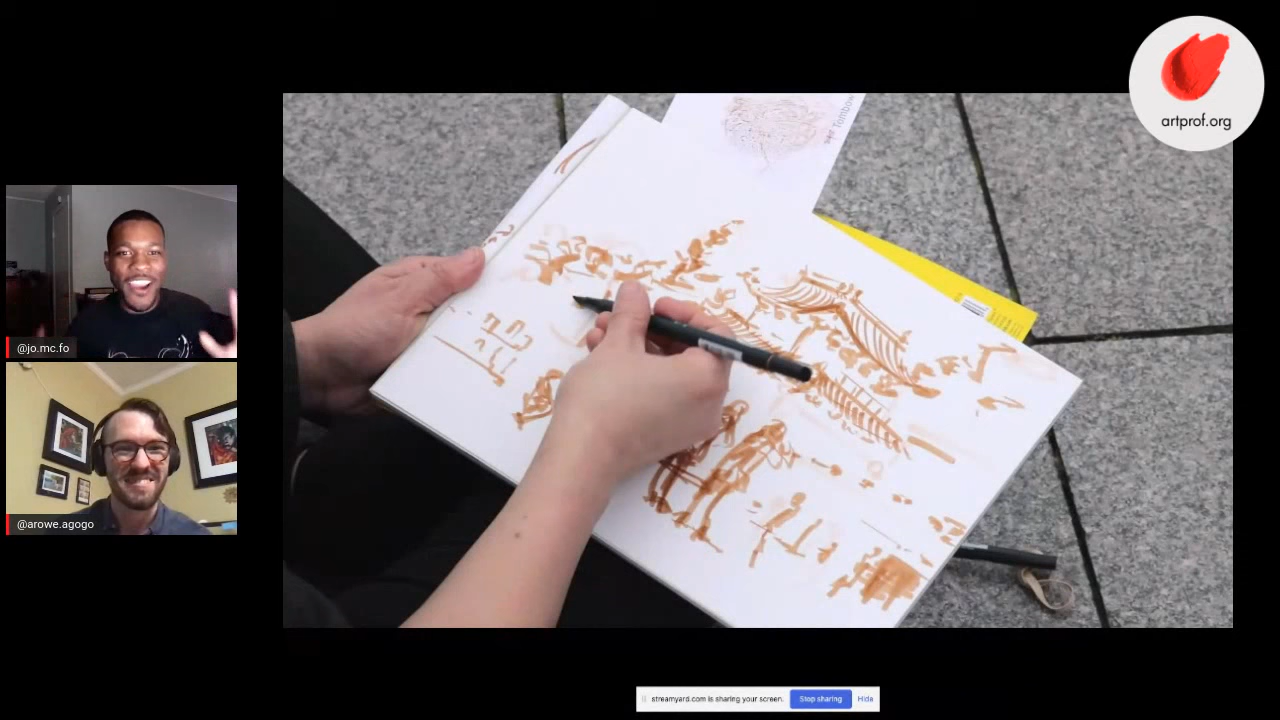 artprof.org
Tombow
@jo.mc.fo
@arowe.agogo
streamyard.com is sharing your screen. Stop sharing Hide